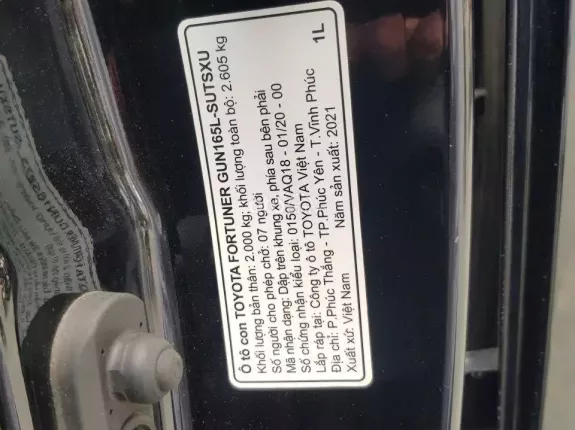 Ô tô con TOYOTA FORTUNER GUN165L-SUTSXU
Khối lượng bản thân: 2.000 kg; khối lượng toàn bộ: 2.605 kg
Số người cho phép chở: 07 người
Mã nhận dạng: Dập trên khung xe, phía sau bên phải
Số chứng nhận kiểu loại: 0150/VAQ18 - 01/20 - 00
Lắp ráp tại: Công ty ô tô TOYOTA Việt Nam
Địa chỉ: P.Phúc Thắng - TP.Phúc Yên - T.Vĩnh Phúc
Xuất xứ: Việt Nam Năm sản xuất: 2021 1L